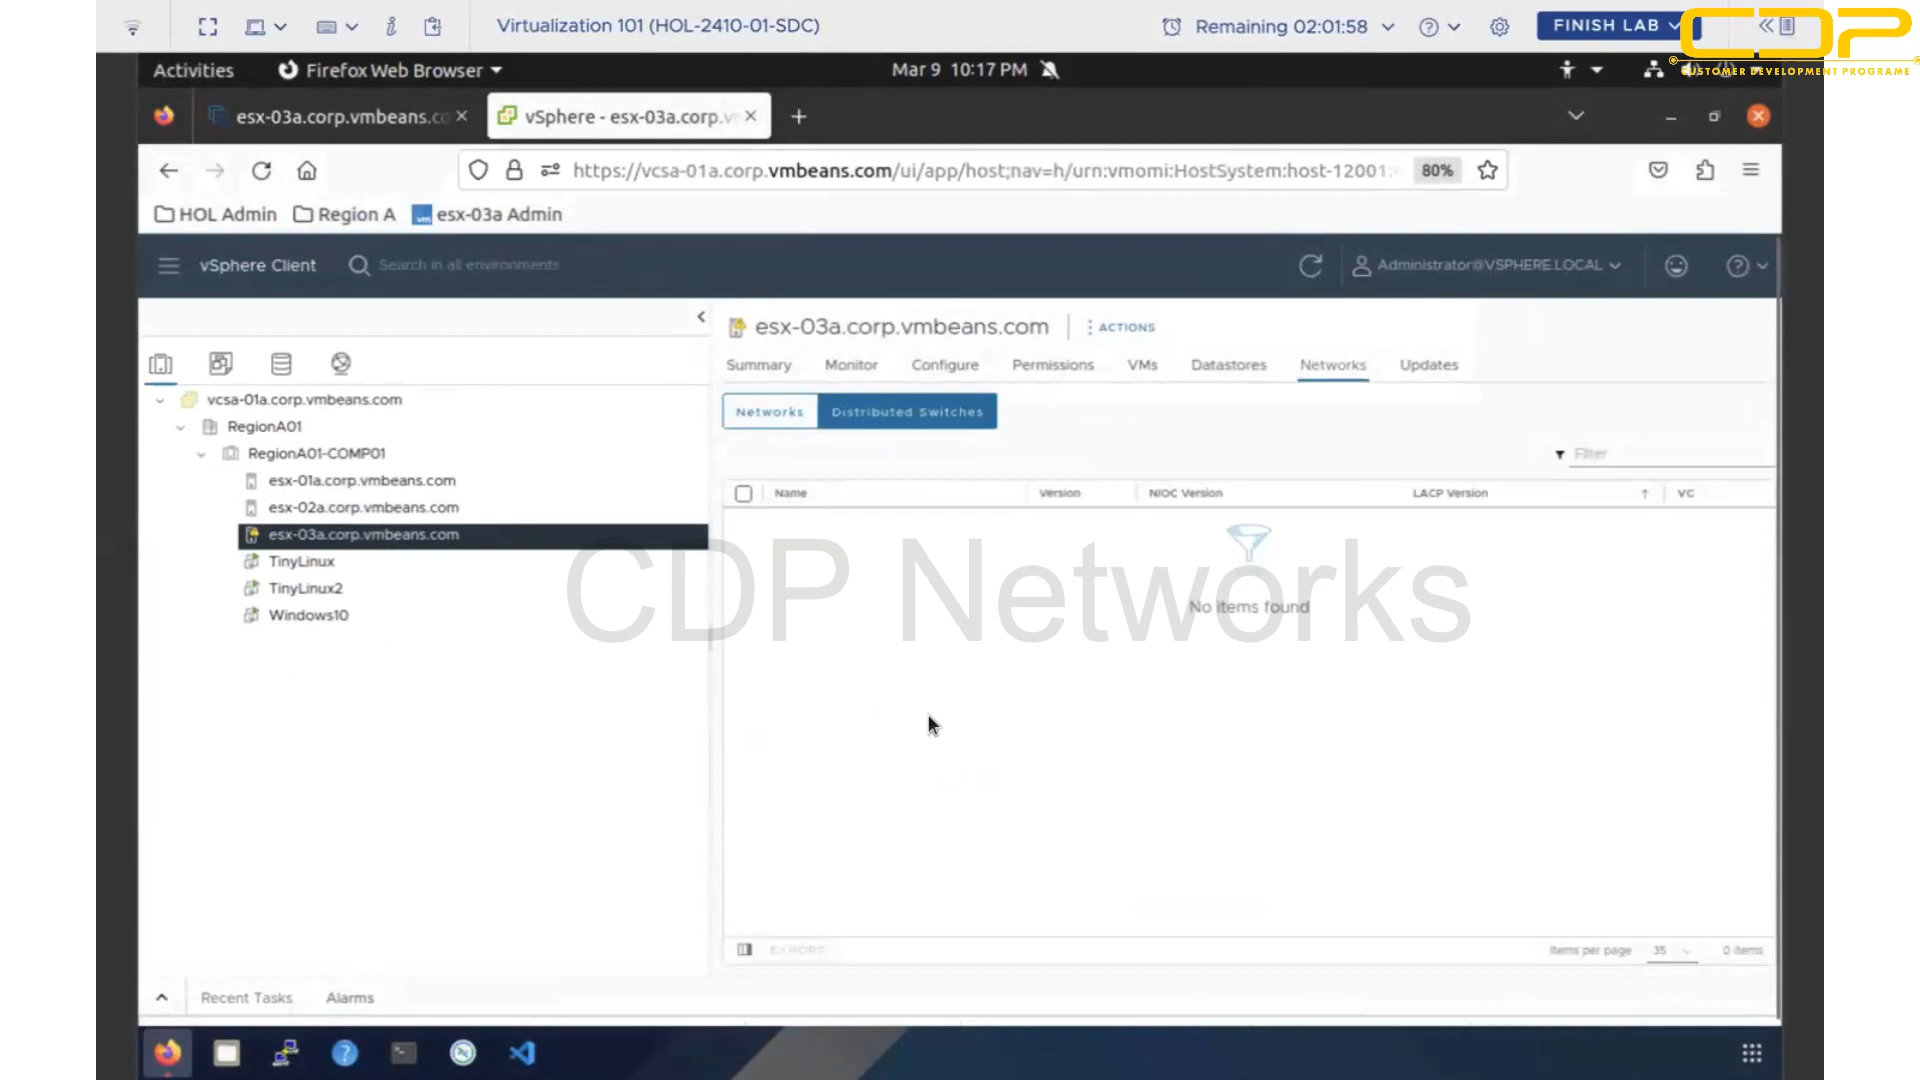 Virtualization 101 (HOL-2410-01-SDC)
Remaining 02:01:58
FINISH LAB
CDP
CUSTOMER DEVELOPMENT PROGRAME
Activities
Firefox Web Browser
Mar 9 10:17 PM
esx-03a.corp.vmbeans.co
vSphere - esx-03a.corp.v
https://vcsa-01a.corp.vmbeans.com/ui/app/host;nav=h/urn:vmomi:HostSystem:host-12001:
80%
HOL Admin
Region A
esx-03a Admin
vSphere Client
Search in all environments
Administrator@VSPHERE.LOCAL
esx-03a.corp.vmbeans.com
ACTIONS
Summary
Monitor
Configure
Permissions
VMs
Datastores
Networks
Updates
vcsa-01a.corp.vmbeans.com
RegionA01
RegionA01-COMP01
esx-01a.corp.vmbeans.com
esx-02a.corp.vmbeans.com
esx-03a.corp.vmbeans.com
TinyLinux
TinyLinux2
Windows10
Networks
Distributed Switches
Filter
Name
Version
NIOC Version
LACP Version
VC
CDP Networks
No items found
EXPORT
Items per page
35
0 items
Recent Tasks
Alarms